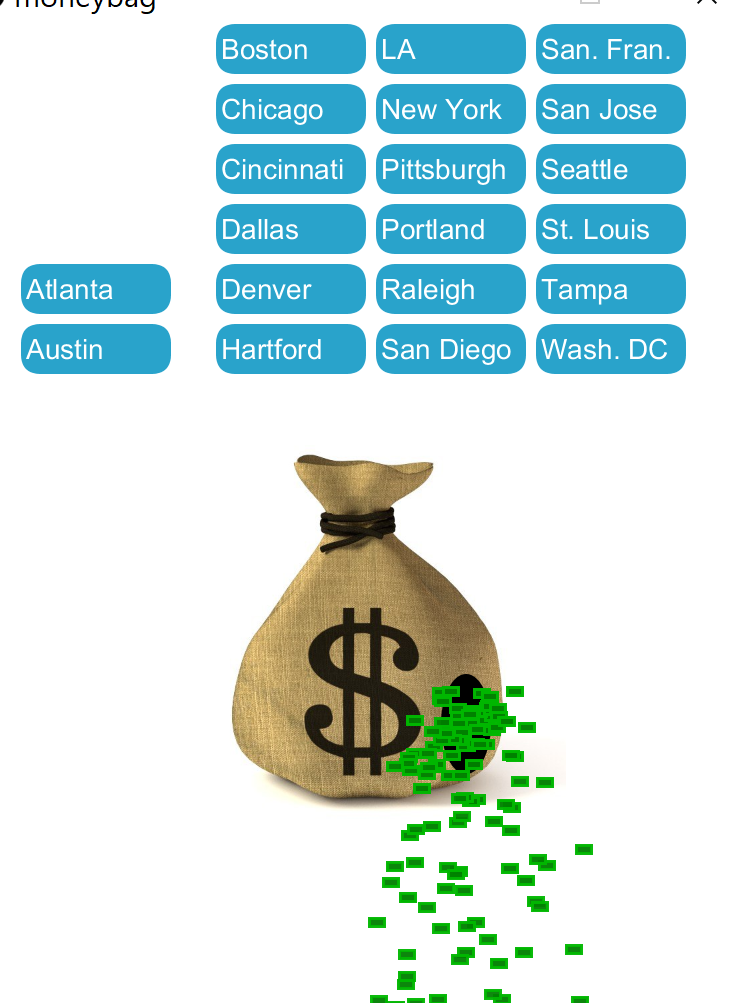 moneybag
Boston LA San. Fran.
Chicago New York San Jose
Cincinnati Pittsburgh Seattle
Dallas Portland St. Louis
Atlanta Denver Raleigh Tampa
Austin Hartford San Diego Wash. DC
$